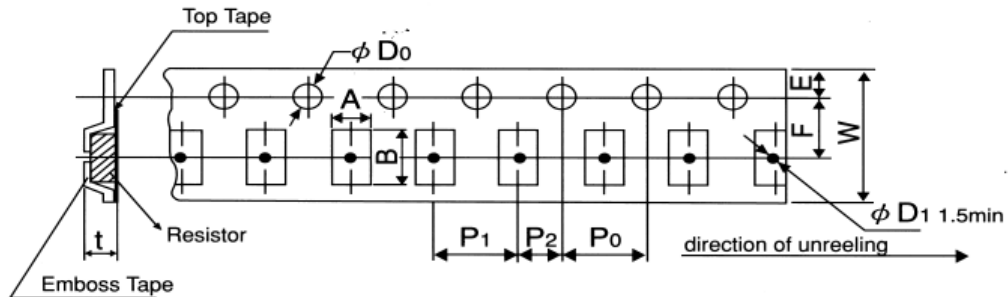 Top Tape
φ D0
A
B
E
F
W
φ D1 1.5min
t
Resistor
P1
P2
P0
direction of unreeling
Emboss Tape